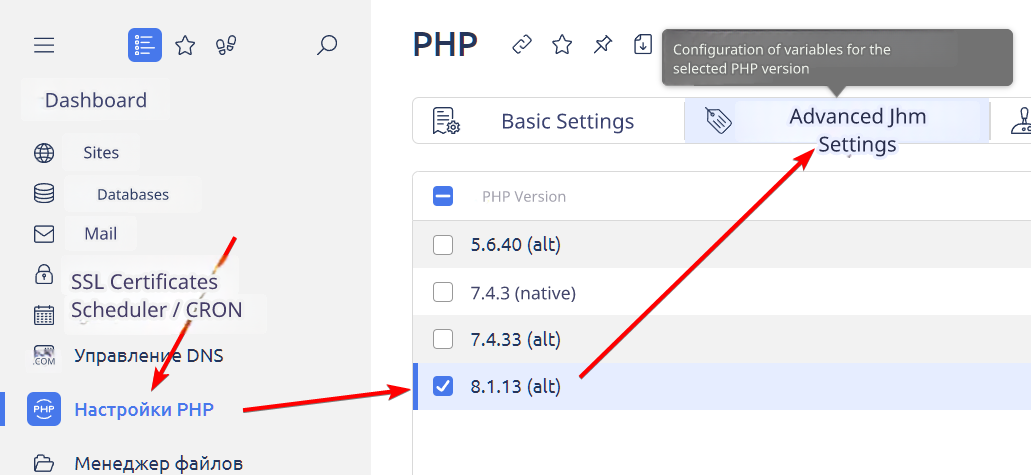 Dashboard
Sites
Databases
Mail
SSL Certificates
Scheduler / CRON
.COM
Управление DNS
PHP
Настройки PHP
Менеджер файлов
PHP
Configuration of variables for the
selected PHP version
Basic Settings
Advanced Jhm
Settings
PHP Version
5.6.40 (alt)
7.4.3 (native)
7.4.33 (alt)
8.1.13 (alt)